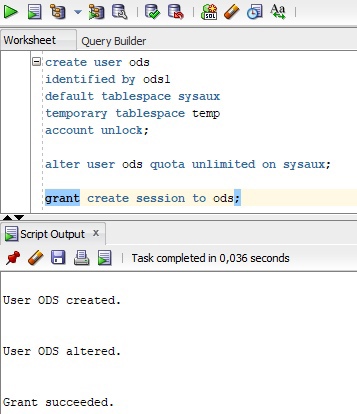 SQL
Aa
Worksheet
Query Builder
create user ods
identified by ods1
default tablespace sysaux
temporary tablespace temp
account unlock;
alter user ods quota unlimited on sysaux;
grant create session to ods;
Script Output x
Task completed in 0,036 seconds
User ODS created.
User ODS altered.
Grant succeeded.